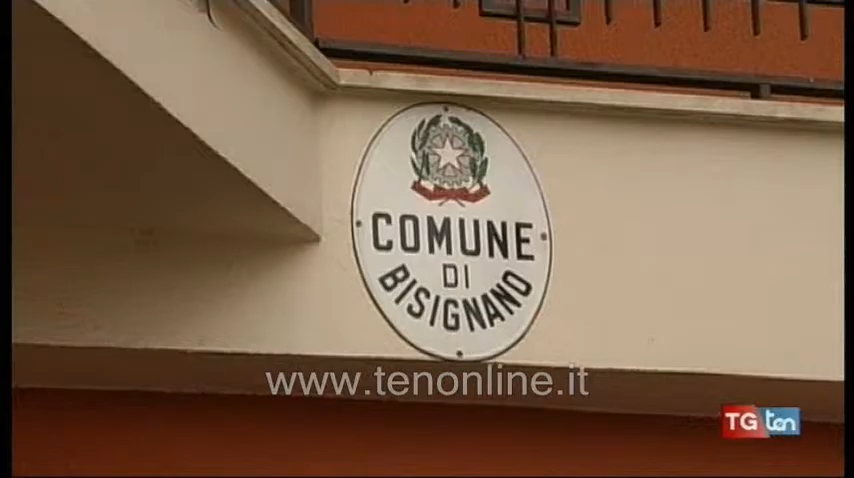 COMUNE
DI
BISIGNANO
www.tenonline.it
TG ten